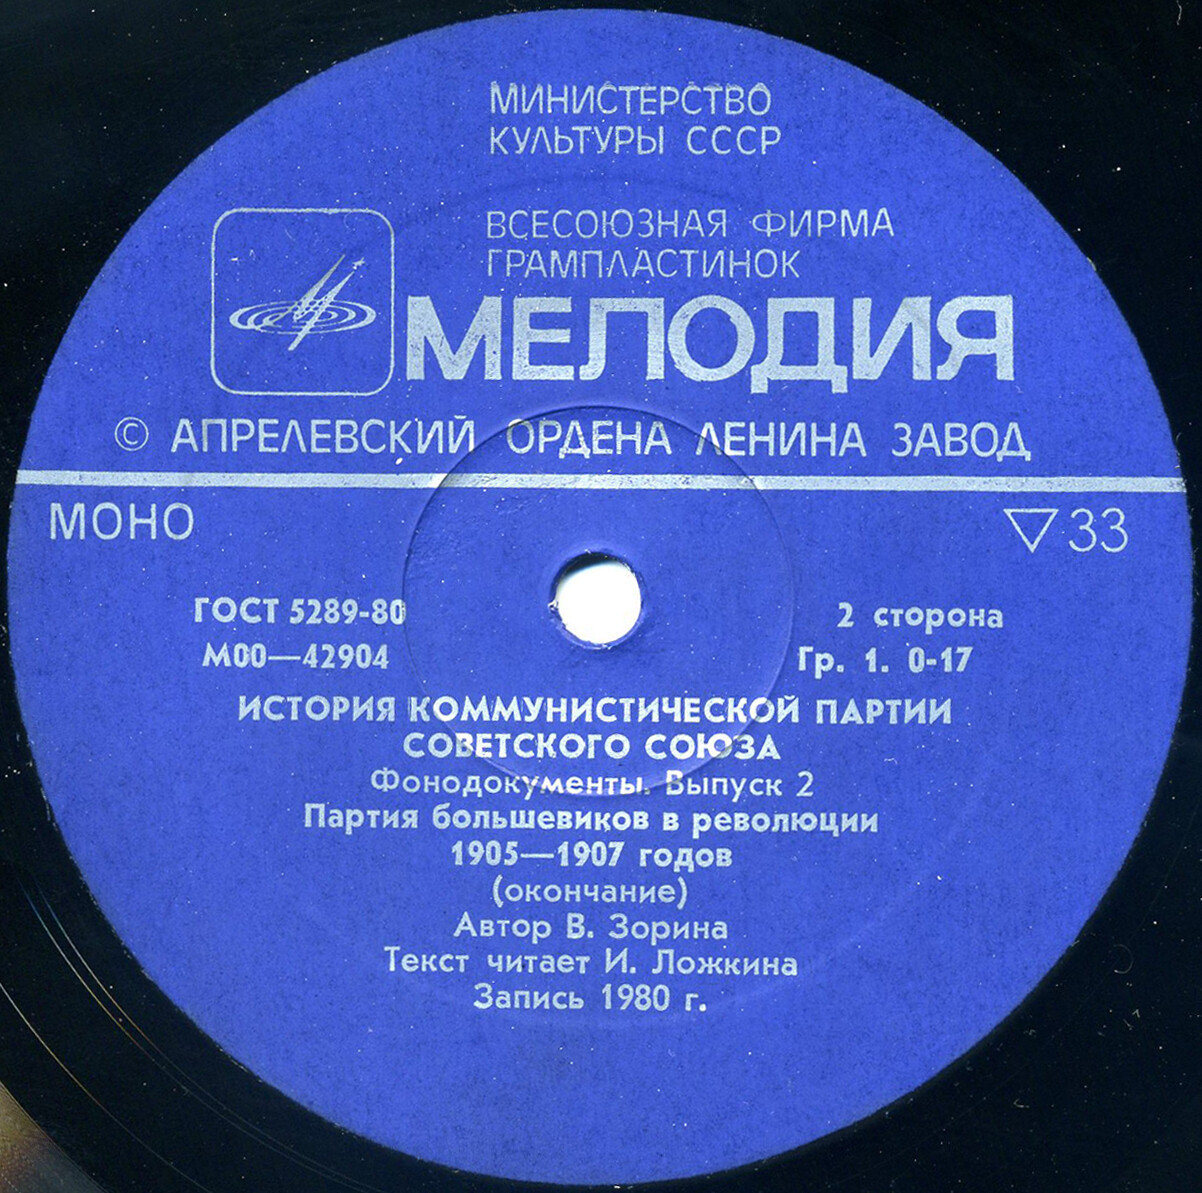 МИНИСТЕРСТВО
КУЛЬТУРЫ СССР
ВСЕСОЮЗНАЯ ФИРМА
ГРАМПЛАСТИНОК
МЕЛОДИЯ
© АПРЕЛЕВСКИЙ ОРДЕНА ЛЕНИНА ЗАВОД
МОНО
▽33
ГОСТ 5289-80
2 сторона
М00—42904
Гр. 1. 0-17
ИСТОРИЯ КОММУНИСТИЧЕСКОЙ ПАРТИИ
СОВЕТСКОГО СОЮЗА
Фонодокументы. Выпуск 2
Партия большевиков в революции
1905—1907 годов
(окончание)
Автор В. Зорина
Текст читает И. Ложкина
Запись 1980 г.